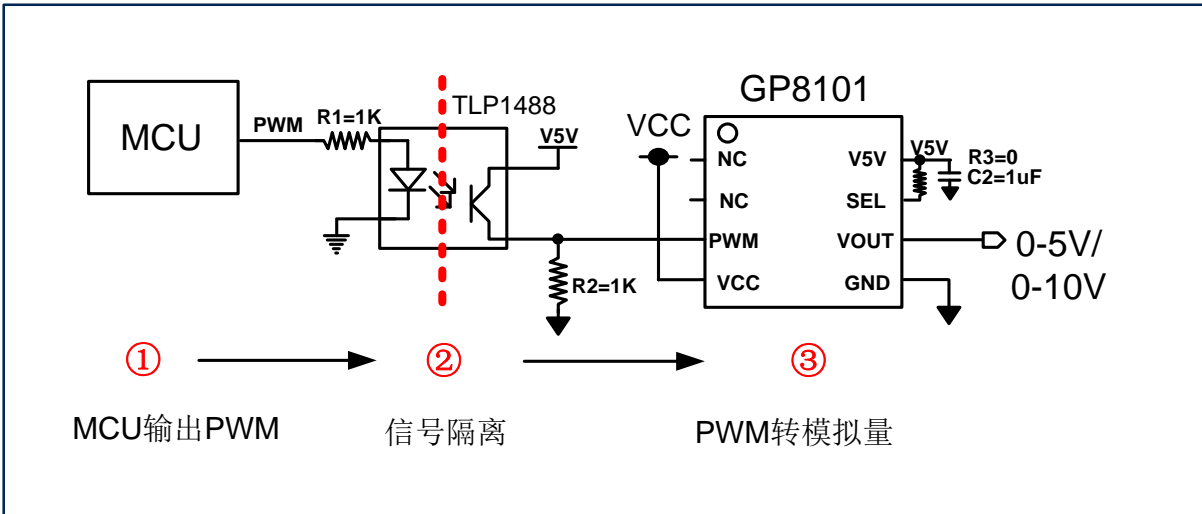 GP8101
TLP1488
MCU
PWM
R1=1K
V5V
VCC
NC
NC
PWM
VCC
V5V
SEL
VOUT
GND
V5V
R3=0
C2=1uF
0-5V/
0-10V
R2=1K
① ② ③
MCU输出PWM 信号隔离 PWM转模拟量